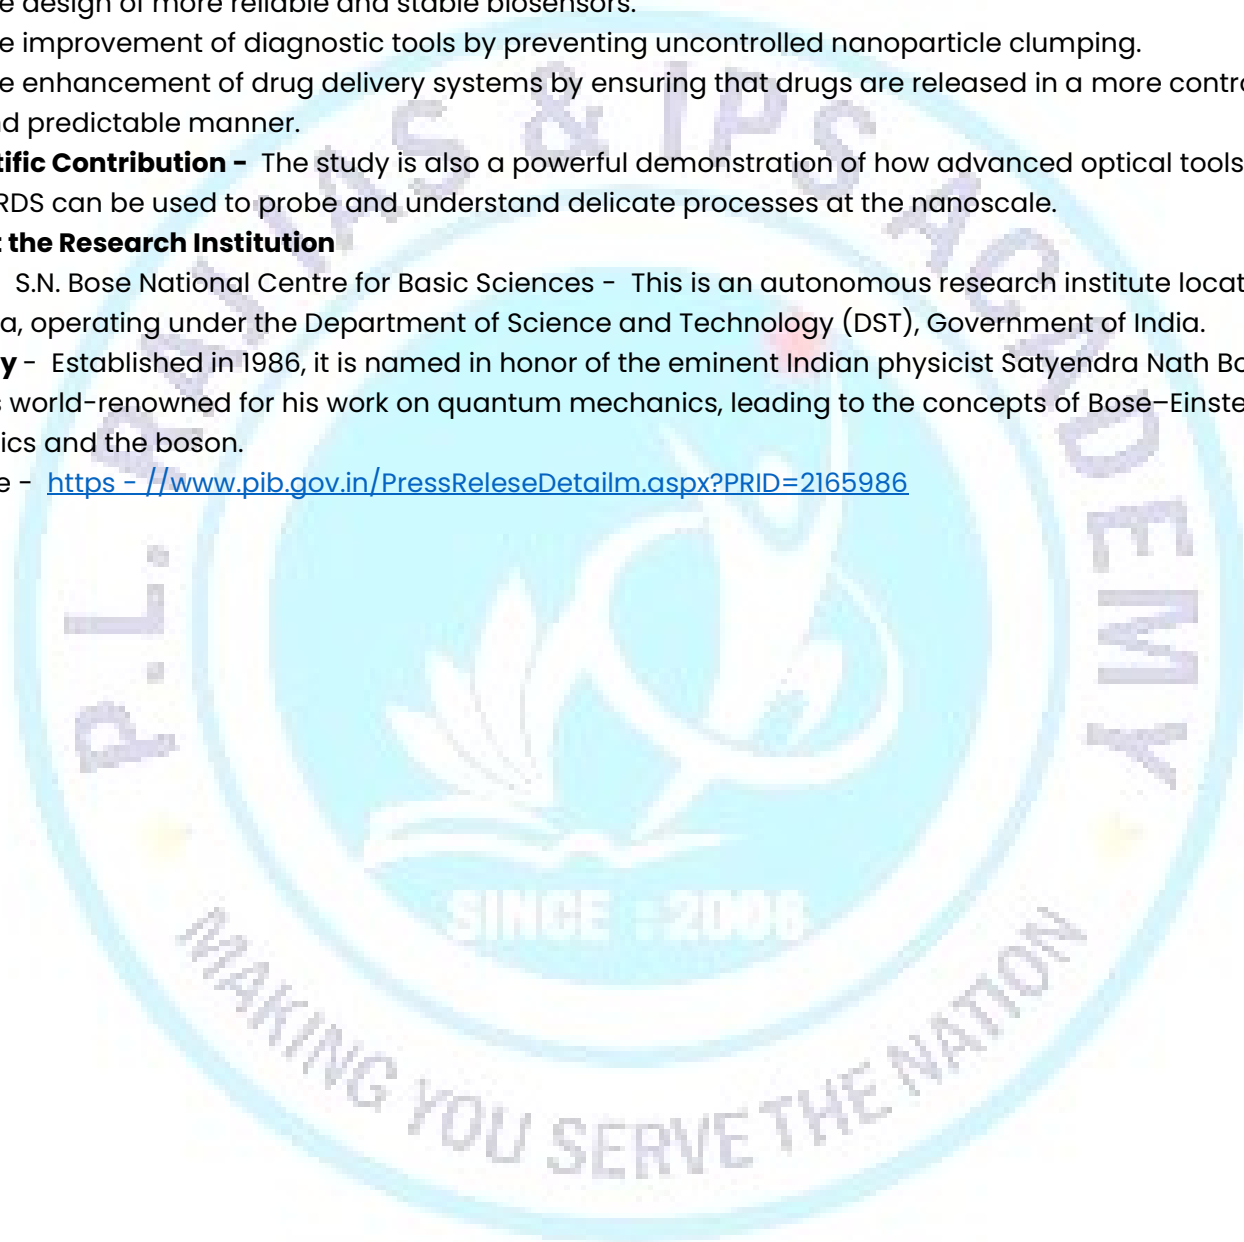 e design of more reliable and stable biosensors.
e improvement of diagnostic tools by preventing uncontrolled nanoparticle clumping.
e enhancement of drug delivery systems by ensuring that drugs are released in a more contro
nd predictable manner.
tific Contribution - The study is also a powerful demonstration of how advanced optical tools
RDS can be used to probe and understand delicate processes at the nanoscale.
t the Research Institution
S.N. Bose National Centre for Basic Sciences - This is an autonomous research institute locat
a, operating under the Department of Science and Technology (DST), Government of India.
y - Established in 1986, it is named in honor of the eminent Indian physicist Satyendra Nath Bo
s world-renowned for his work on quantum mechanics, leading to the concepts of Bose–Einste
ics and the boson.
e - https - //www.pib.gov.in/PressReleseDetailm.aspx?PRID=2165986
P.L. RAJVAS & IPS ACADEMY
SINCE :2008
MAKING YOU SERVE THE NATION